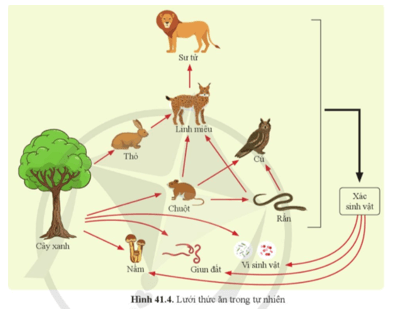 Sư tử
Linh miêu
Thỏ
Cú
Chuột
Rắn
Xác
sinh vật
Cây xanh
Nấm
Giun đất
Vi sinh vật
Hình 41.4. Lưới thức ăn trong tự nhiên